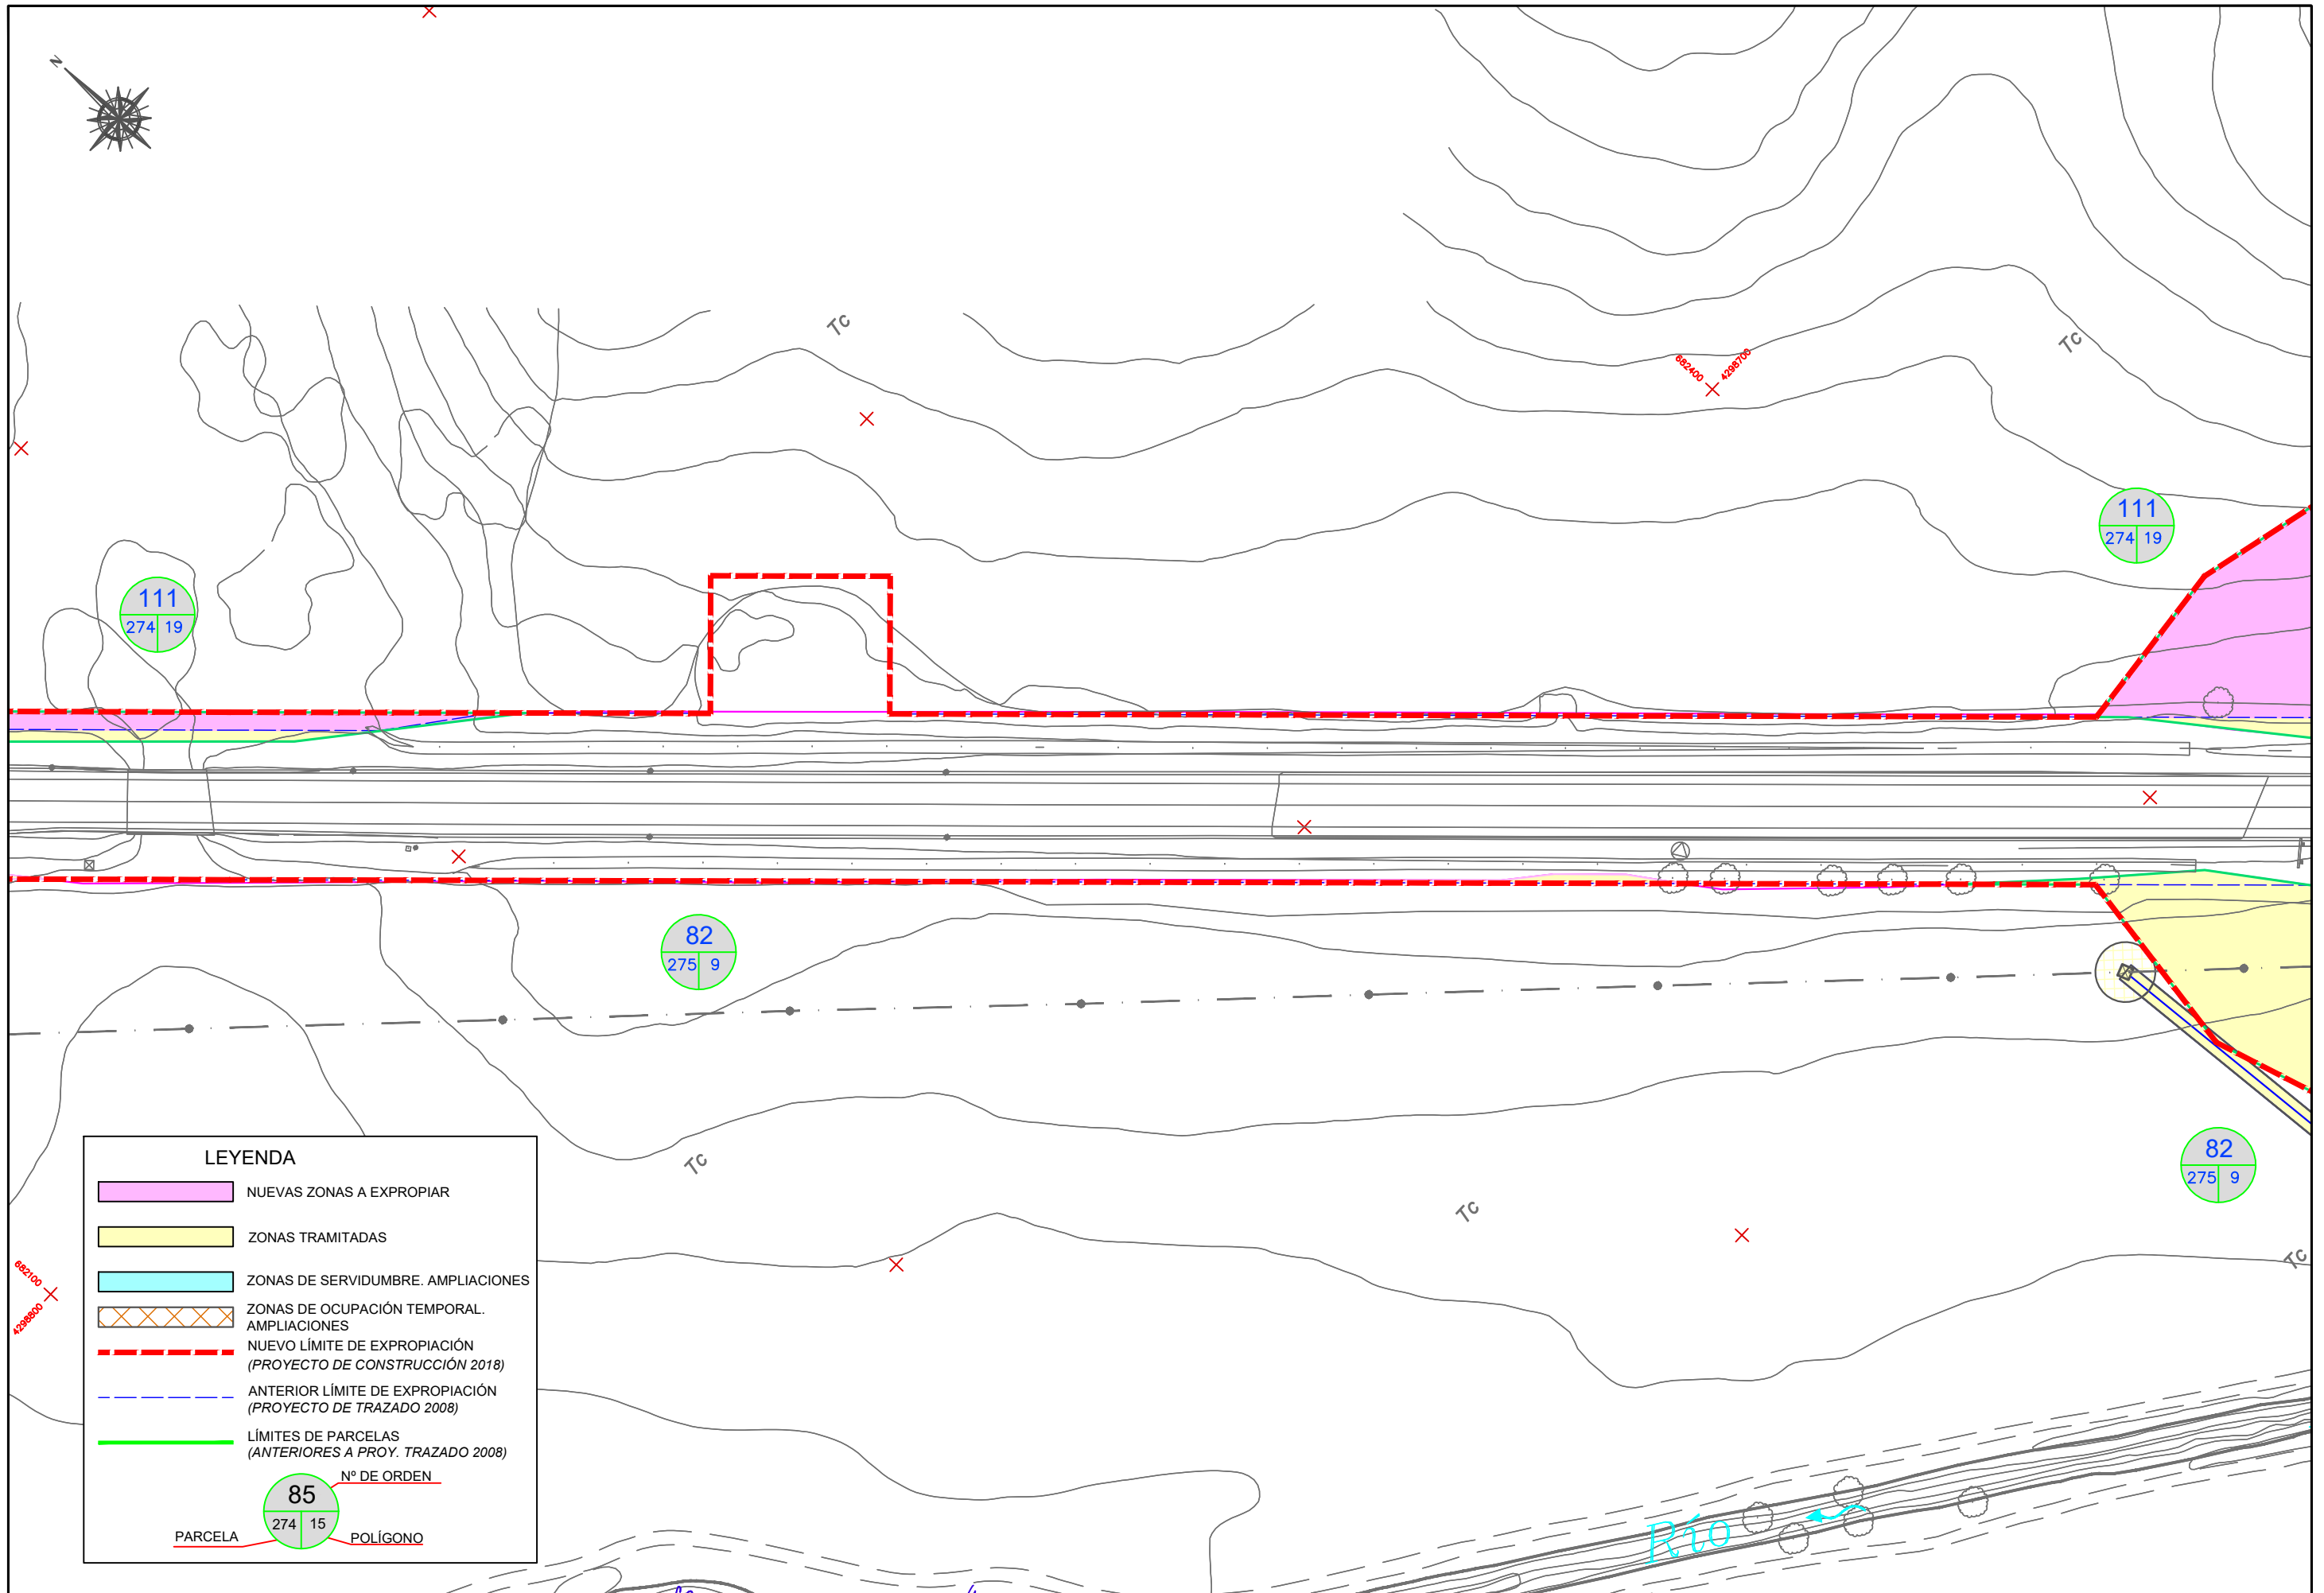 N
Tc
Tc
682400 4298700
111
274 19
111
274 19
82
275 9
Tc
82
275 9
Tc
Tc
682100
4298800
LEYENDA
NUEVAS ZONAS A EXPROPIAR
ZONAS TRAMITADAS
ZONAS DE SERVIDUMBRE. AMPLIACIONES
ZONAS DE OCUPACIÓN TEMPORAL.
AMPLIACIONES
NUEVO LÍMITE DE EXPROPIACIÓN
(PROYECTO DE CONSTRUCCIÓN 2018)
ANTERIOR LÍMITE DE EXPROPIACIÓN
(PROYECTO DE TRAZADO 2008)
LÍMITES DE PARCELAS
(ANTERIORES A PROY. TRAZADO 2008)
Nº DE ORDEN
85
274 15
PARCELA
POLÍGONO
Río